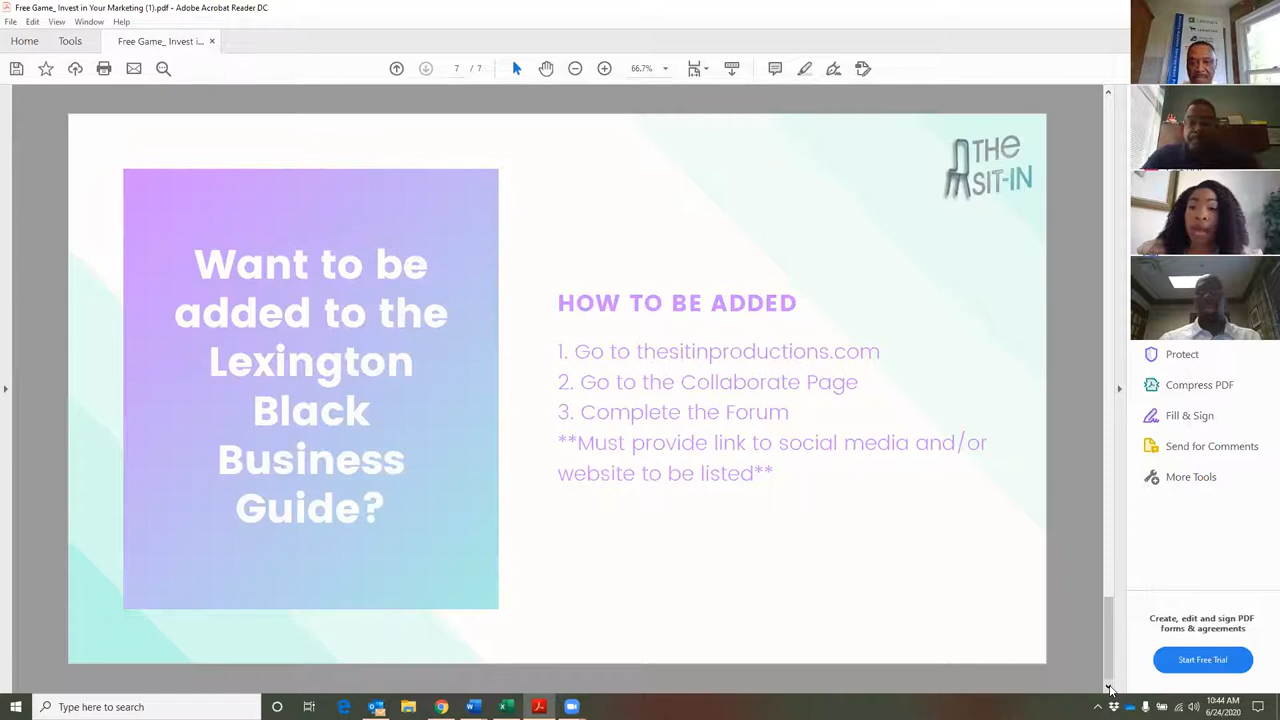 Free Game_ Invest in Your Marketing (1).pdf - Adobe Acrobat Reader DC
File Edit View Window Help
Home Tools Free Game_ Invest i... ×
7 / 7 66.7%
THE
SIT-IN
Want to be
added to the
Lexington
Black
Business
Guide?
HOW TO BE ADDED
1. Go to thesitinproductions.com
2. Go to the Collaborate Page
3. Complete the Forum
**Must provide link to social media and/or
website to be listed**
Protect
Compress PDF
Fill & Sign
Send for Comments
More Tools
Create, edit and sign PDF
forms & agreements
Start Free Trial
Type here to search
10:44 AM
6/24/2020